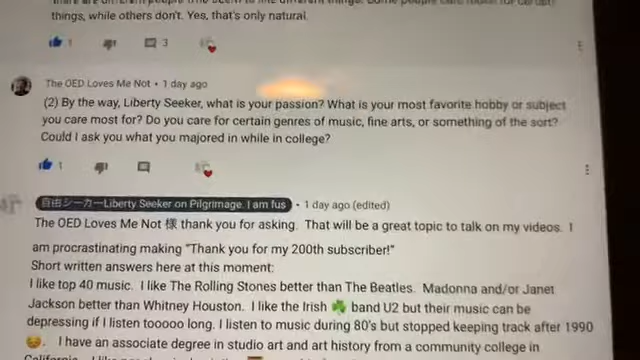 things, while others don't. Yes, that's only natural.
1 3
The OED Loves Me Not • 1 day ago
(2) By the way, Liberty Seeker, what is your passion? What is your most favorite hobby or subject
you care most for? Do you care for certain genres of music, fine arts, or something of the sort?
Could I ask you what you majored in while in college?
1
自由シーカーLiberty Seeker on Pilgrimage. I am fus • 1 day ago (edited)
The OED Loves Me Not 様 thank you for asking. That will be a great topic to talk on my videos. I
am procrastinating making "Thank you for my 200th subscriber!"
Short written answers here at this moment:
I like top 40 music. I like The Rolling Stones better than The Beatles. Madonna and/or Janet
Jackson better than Whitney Houston. I like the Irish ☘️ band U2 but their music can be
depressing if I listen tooooo long. I listen to music during 80's but stopped keeping track after 1990
😔. I have an associate degree in studio art and art history from a community college in